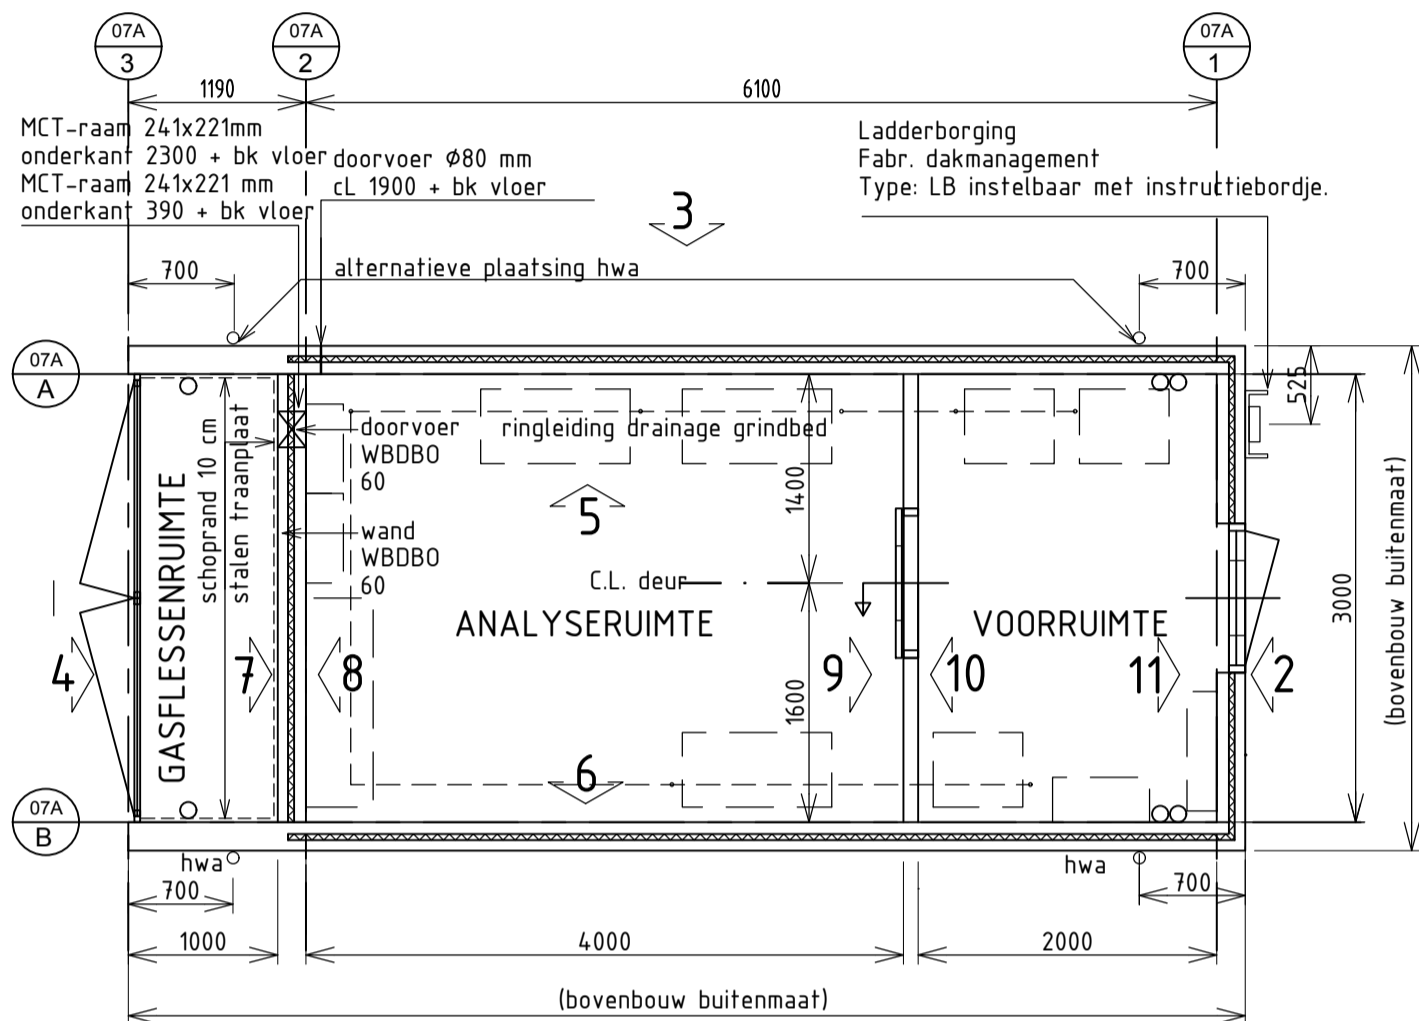 07A
3
07A
2
07A
1
1190
6100
MCT-raam 241x221mm
onderkant 2300 + bk vloer
MCT-raam 241x221 mm
onderkant 390 + bk vloer
doorvoer Ø80 mm
cL 1900 + bk vloer
Ladderborging
Fabr. dakmanagement
Type: LB instelbaar met instructiebordje.
3
700
alternatieve plaatsing hwa
700
07A
A
525
doorvoer
WBDBO
60
ringleiding drainage grindbed
1400
5
wand
WBDBO
60
GASFLESSENRUIMTE
schoprand 10 cm
stalen traanplaat
C.L. deur
ANALYSERUIMTE
VOORRUIMTE
3000
(bovenbouw buitenmaat)
4
7
8
9
10
11
2
1600
6
07A
B
hwa
hwa
700
700
1000
4000
2000
(bovenbouw buitenmaat)